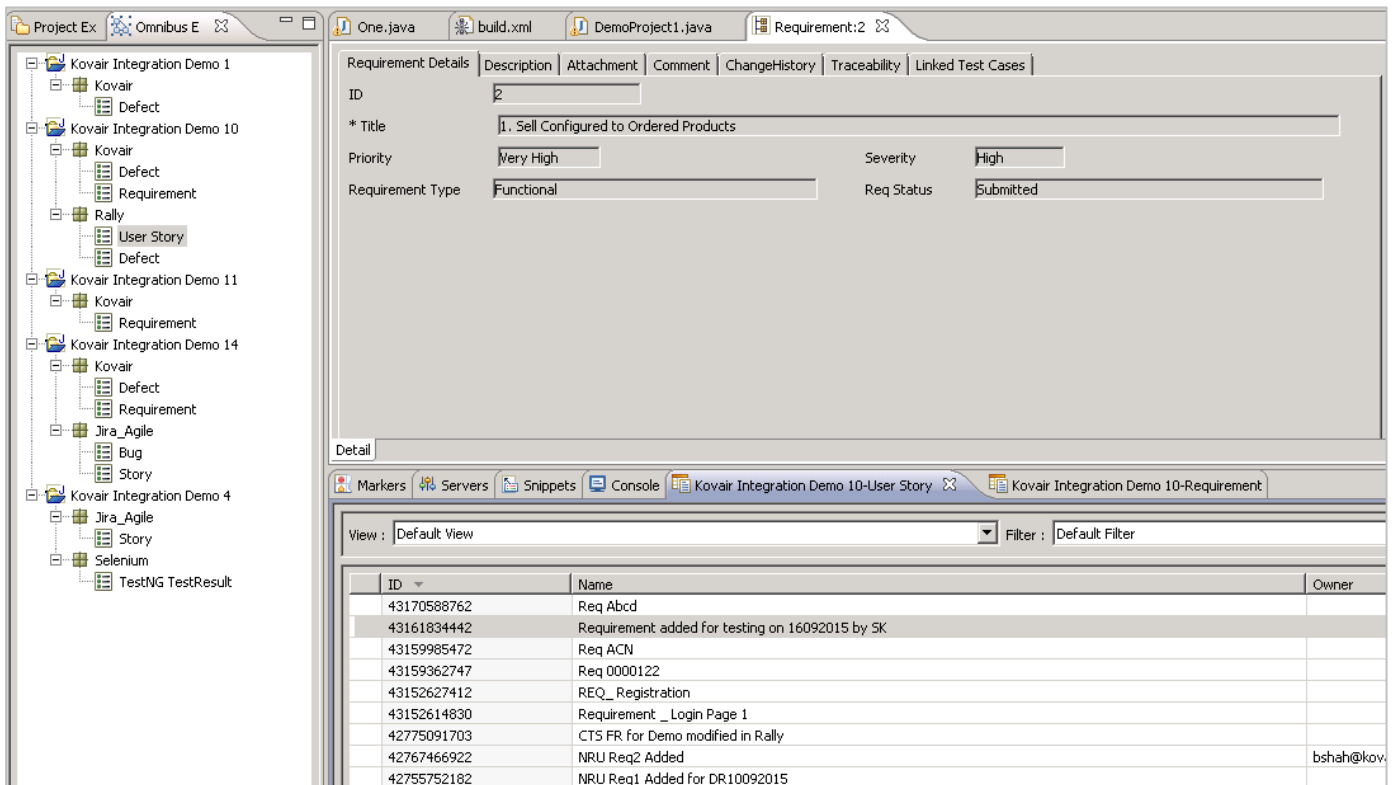 Project Ex
Omnibus E
Kovair Integration Demo 1
Kovair
Defect
Kovair Integration Demo 10
Kovair
Defect
Requirement
Rally
User Story
Defect
Kovair Integration Demo 11
Kovair
Requirement
Kovair Integration Demo 14
Kovair
Defect
Requirement
Jira_Agile
Bug
Story
Kovair Integration Demo 4
Jira_Agile
Story
Selenium
TestNG TestResult
One.java build.xml DemoProject1.java Requirement:2
Requirement Details Description Attachment Comment ChangeHistory Traceability Linked Test Cases
ID 2
* Title 1. Sell Configured to Ordered Products
Priority Very High Severity High
Requirement Type Functional Req Status Submitted
Detail
Markers Servers Snippets Console Kovair Integration Demo 10-User Story Kovair Integration Demo 10-Requirement
View : Default View Filter : Default Filter
ID Name Owner
43170588762 Req Abcd
43161834442 Requirement added for testing on 16092015 by SK
43159985472 Req ACN
43159362747 Req 0000122
43152627412 REQ_ Registration
43152614830 Requirement _ Login Page 1
42775091703 CTS FR for Demo modified in Rally
42767466922 NRU Req2 Added bshah@kov
42755752182 NRU Req1 Added for DR10092015